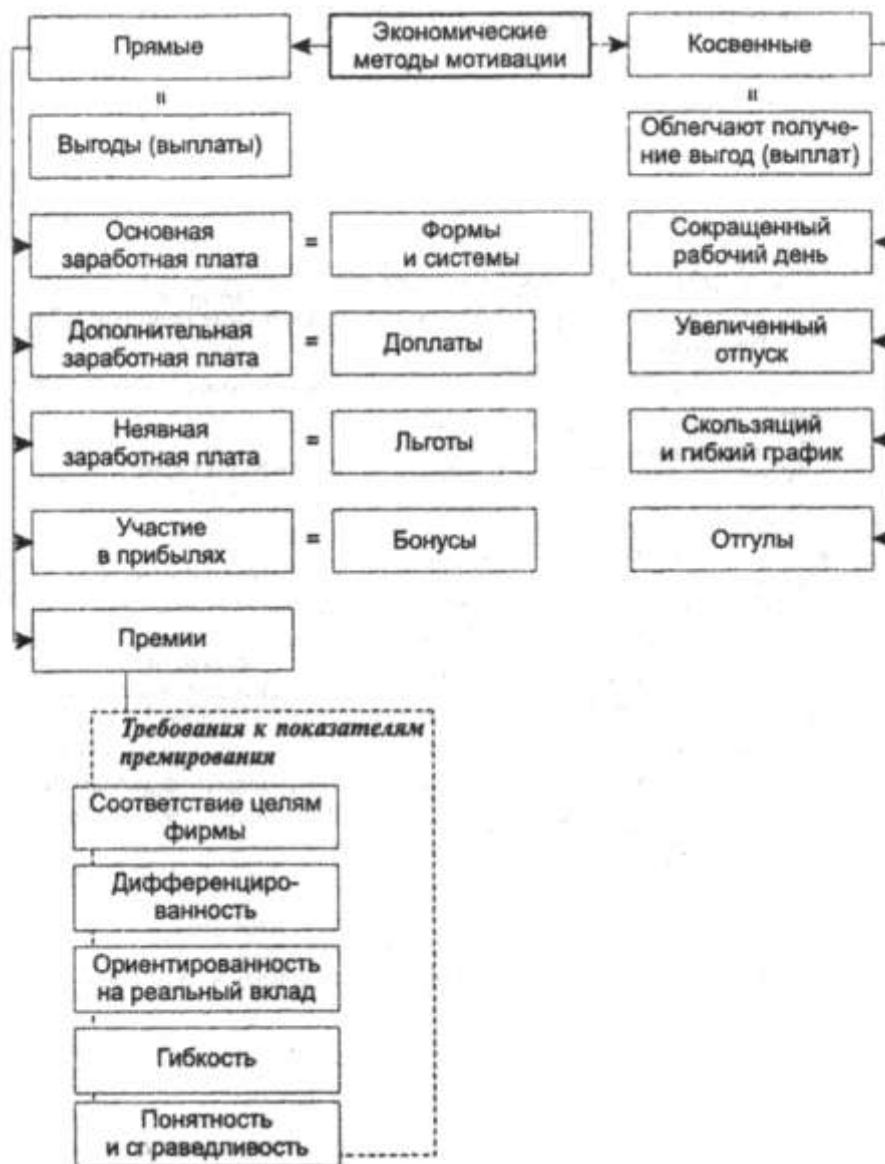 Прямые
Экономические
методы мотивации
Косвенные
=
=
Выгоды (выплаты)
Облегчают получе-
ние выгод (выплат)
Основная
заработная плата
=
Формы
и системы
Сокращенный
рабочий день
Дополнительная
заработная плата
=
Доплаты
Увеличенный
отпуск
Неявная
заработная плата
=
Льготы
Скользящий
и гибкий график
Участие
в прибылях
=
Бонусы
Отгулы
Премии
Требования к показателям
премирования
Соответствие целям
фирмы
Дифференциро-
ванность
Ориентированность
на реальный вклад
Гибкость
Понятность
и справедливость